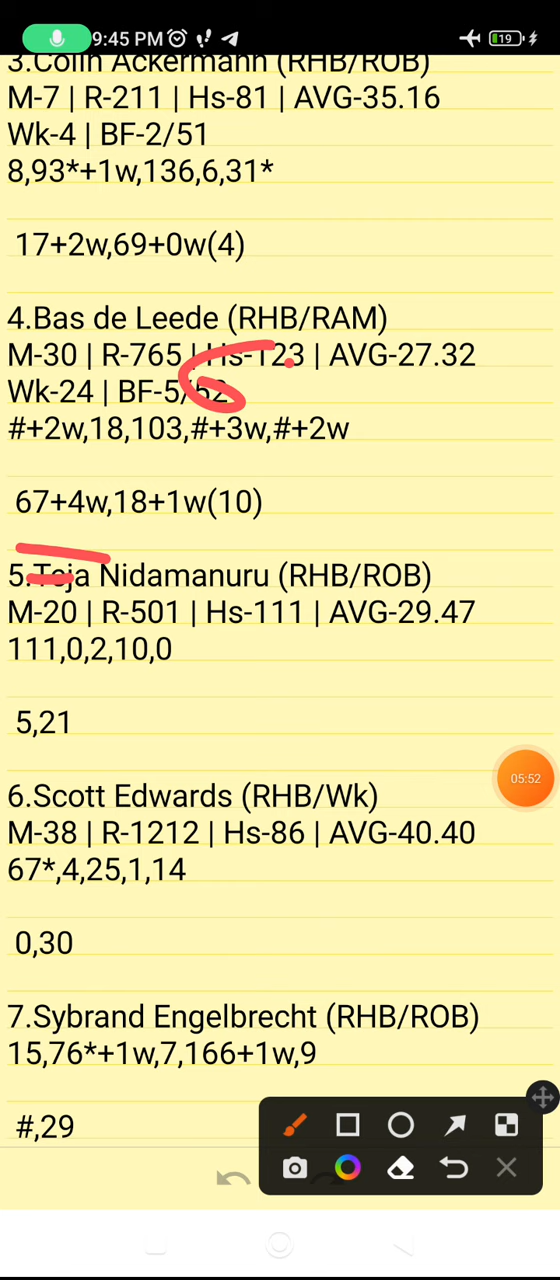 9:45 PM
19
3.Colin Ackermann (RHB/ROB)
M-7 | R-211 | Hs-81 | AVG-35.16
Wk-4 | BF-2/51
8,93*+1w,136,6,31*
17+2w,69+0w(4)
4.Bas de Leede (RHB/RAM)
M-30 | R-765 | Hs-123 | AVG-27.32
Wk-24 | BF-5/52
#+2w,18,103,#+3w,#+2w
67+4w,18+1w(10)
5.Teja Nidamanuru (RHB/ROB)
M-20 | R-501 | Hs-111 | AVG-29.47
111,0,2,10,0
5,21
05:52
6.Scott Edwards (RHB/Wk)
M-38 | R-1212 | Hs-86 | AVG-40.40
67*,4,25,1,14
0,30
7.Sybrand Engelbrecht (RHB/ROB)
15,76*+1w,7,166+1w,9
#,29